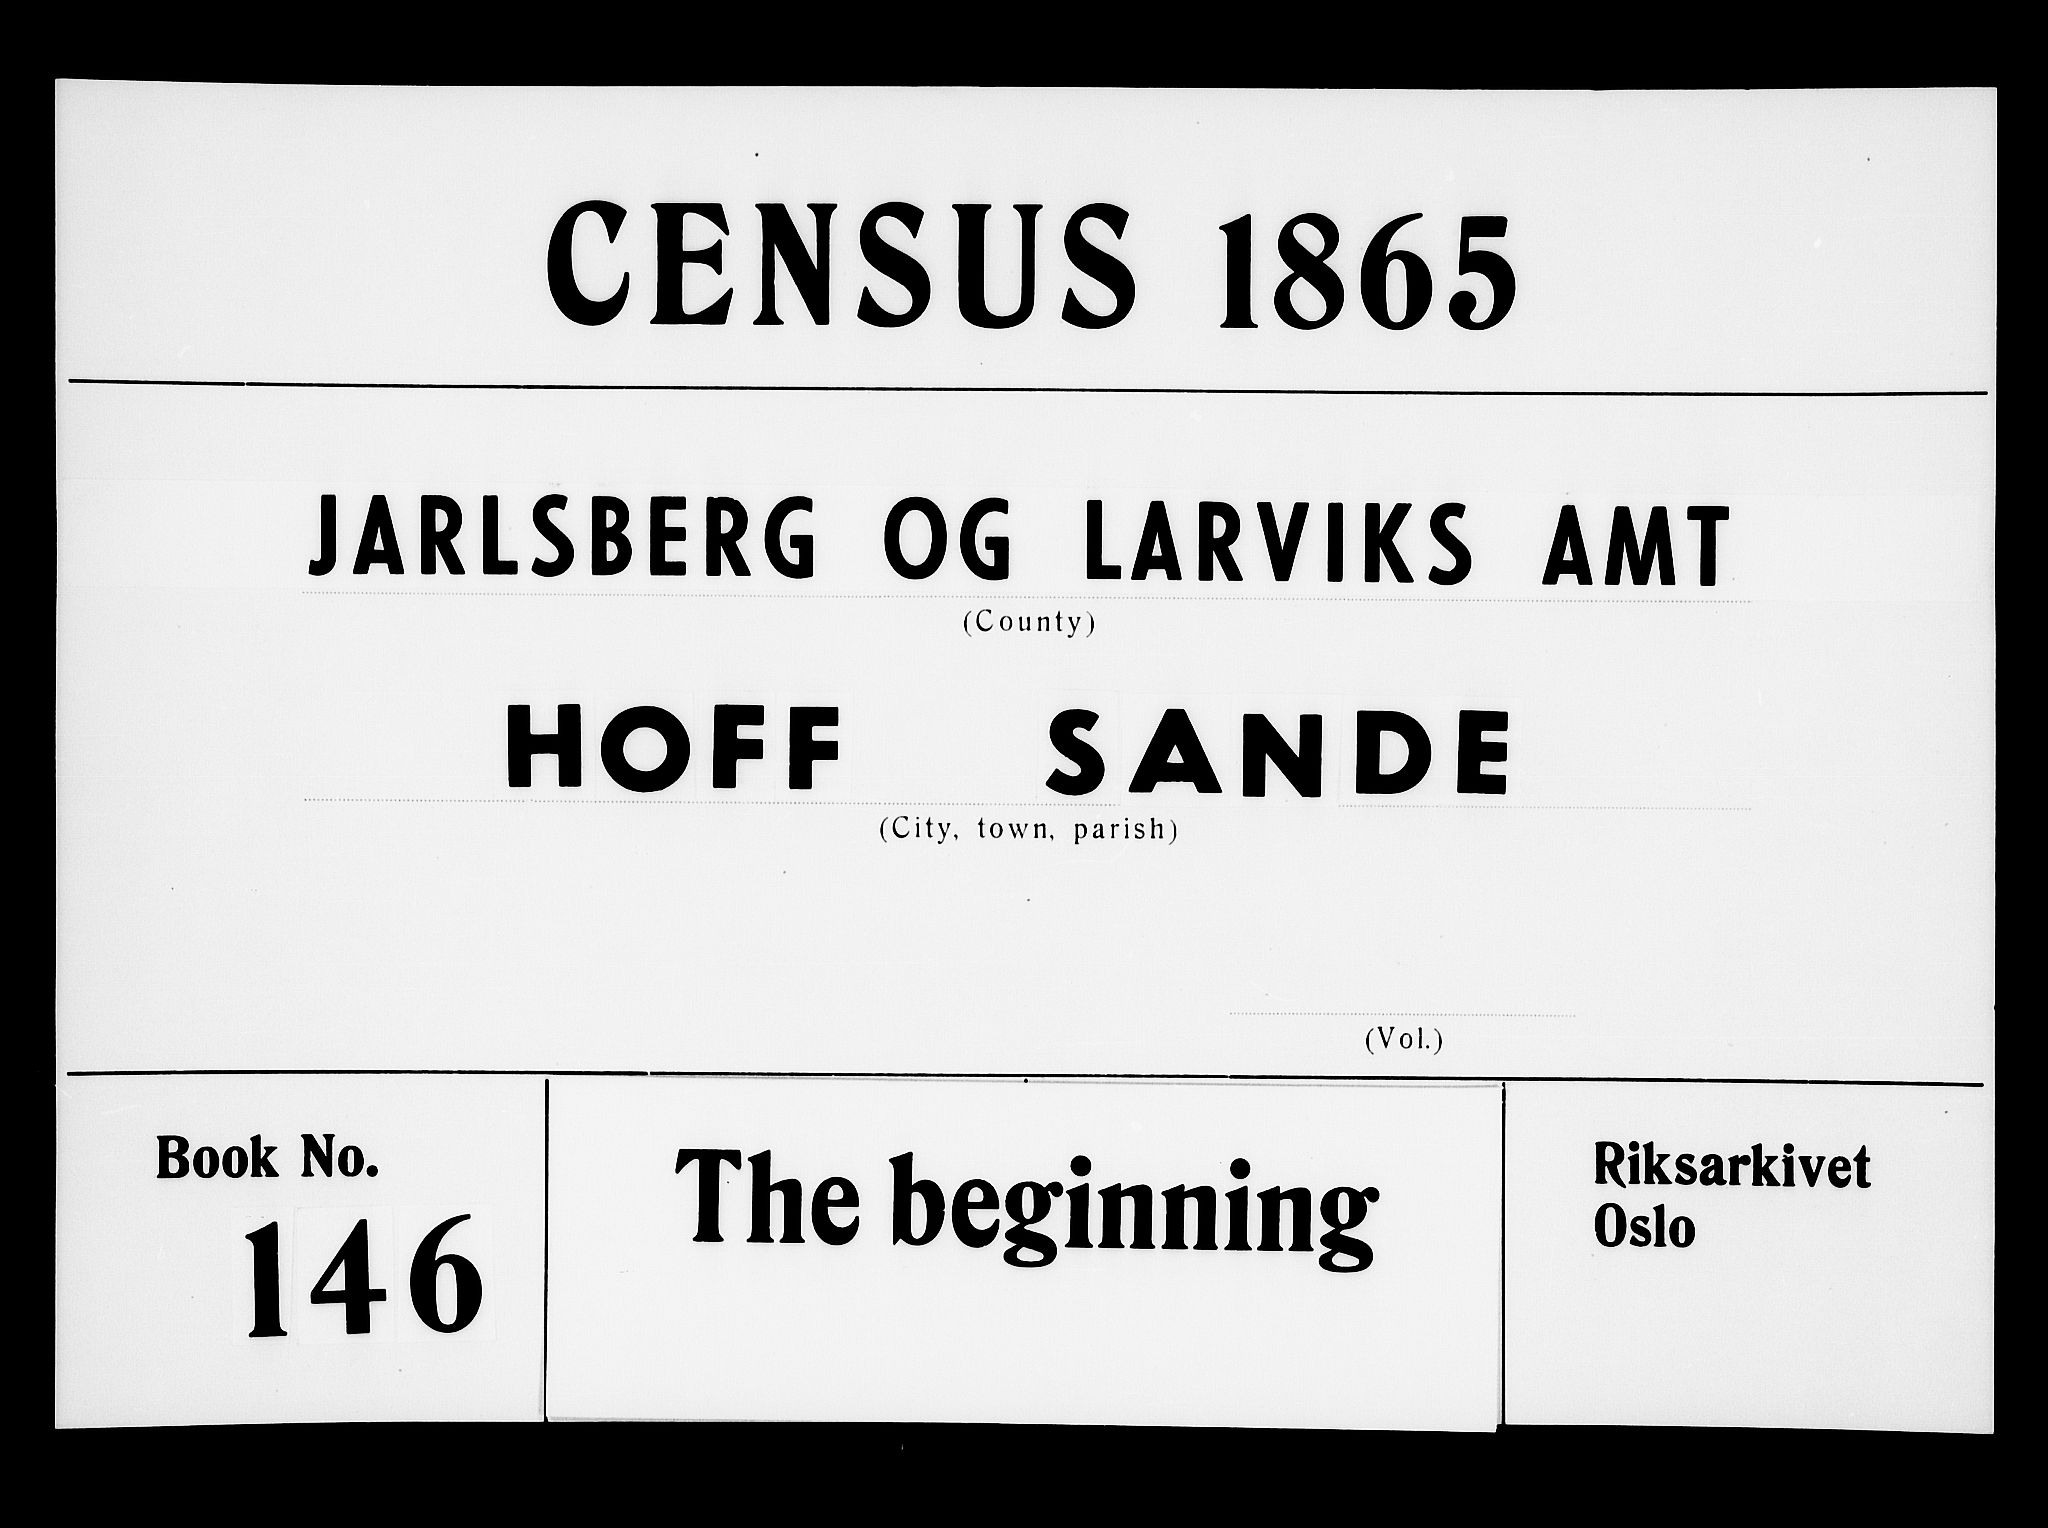 CENSUS 1865
JARLSBERG OG LARVIKS AMT
(County)
HOFF SANDE
(City, town, parish)
(Vol.)
Book No.
146
The beginning
Riksarkivet
Oslo